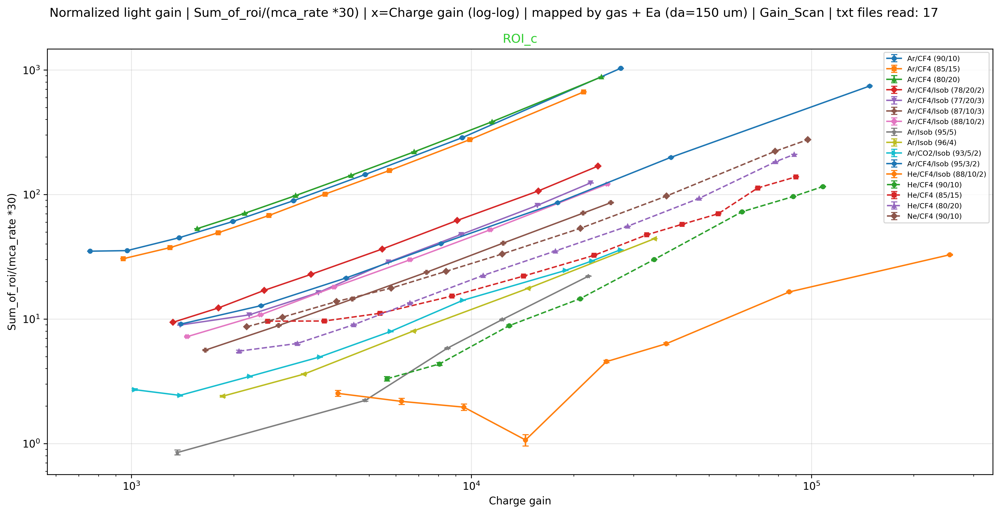 Normalized light gain | Sum_of_roi/(mca_rate *30) | x=Charge gain (log-log) | mapped by gas + Ea (da=150 um) | Gain_Scan | txt files read: 17
ROI_c
10³
10²
10¹
10⁰
Sum_of_roi/(mca_rate *30)
Ar/CF4 (90/10)
Ar/CF4 (85/15)
Ar/CF4 (80/20)
Ar/CF4/Isob (78/20/2)
Ar/CF4/Isob (77/20/3)
Ar/CF4/Isob (87/10/3)
Ar/CF4/Isob (88/10/2)
Ar/Isob (95/5)
Ar/Isob (96/4)
Ar/CO2/Isob (93/5/2)
Ar/CF4/Isob (95/3/2)
He/CF4/Isob (88/10/2)
He/CF4 (90/10)
He/CF4 (85/15)
He/CF4 (80/20)
Ne/CF4 (90/10)
10³ 10⁴ 10⁵
Charge gain